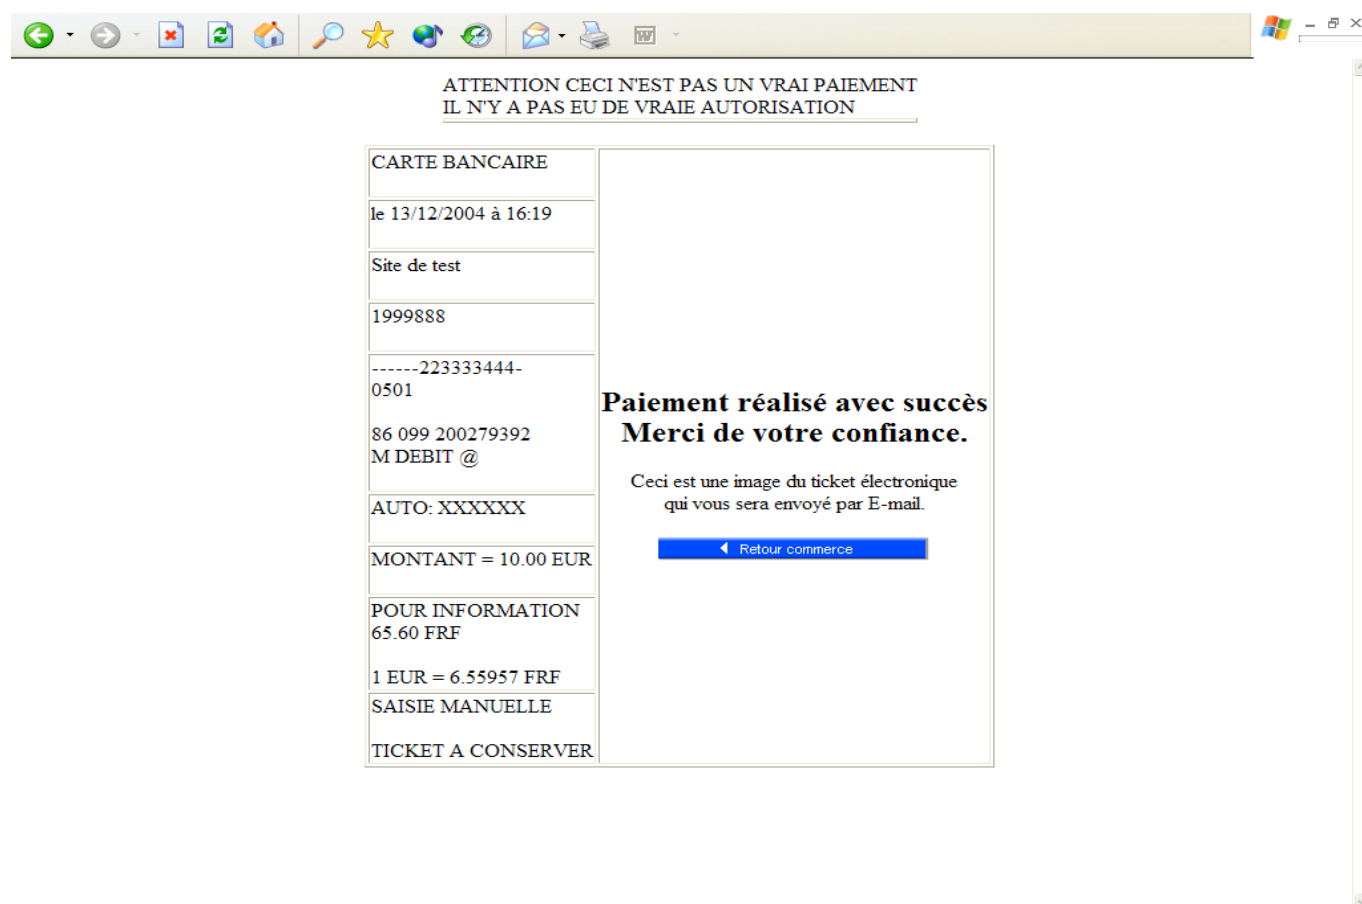 ATTENTION CECI N'EST PAS UN VRAI PAIEMENT
IL N'Y A PAS EU DE VRAIE AUTORISATION
CARTE BANCAIRE
le 13/12/2004 à 16:19
Site de test
1999888
------223333444-
0501
86 099 200279392
M DEBIT @
AUTO: XXXXXX
MONTANT = 10.00 EUR
POUR INFORMATION
65.60 FRF
1 EUR = 6.55957 FRF
SAISIE MANUELLE
TICKET A CONSERVER
Paiement réalisé avec succès
Merci de votre confiance.
Ceci est une image du ticket électronique
qui vous sera envoyé par E-mail.
Retour commerce